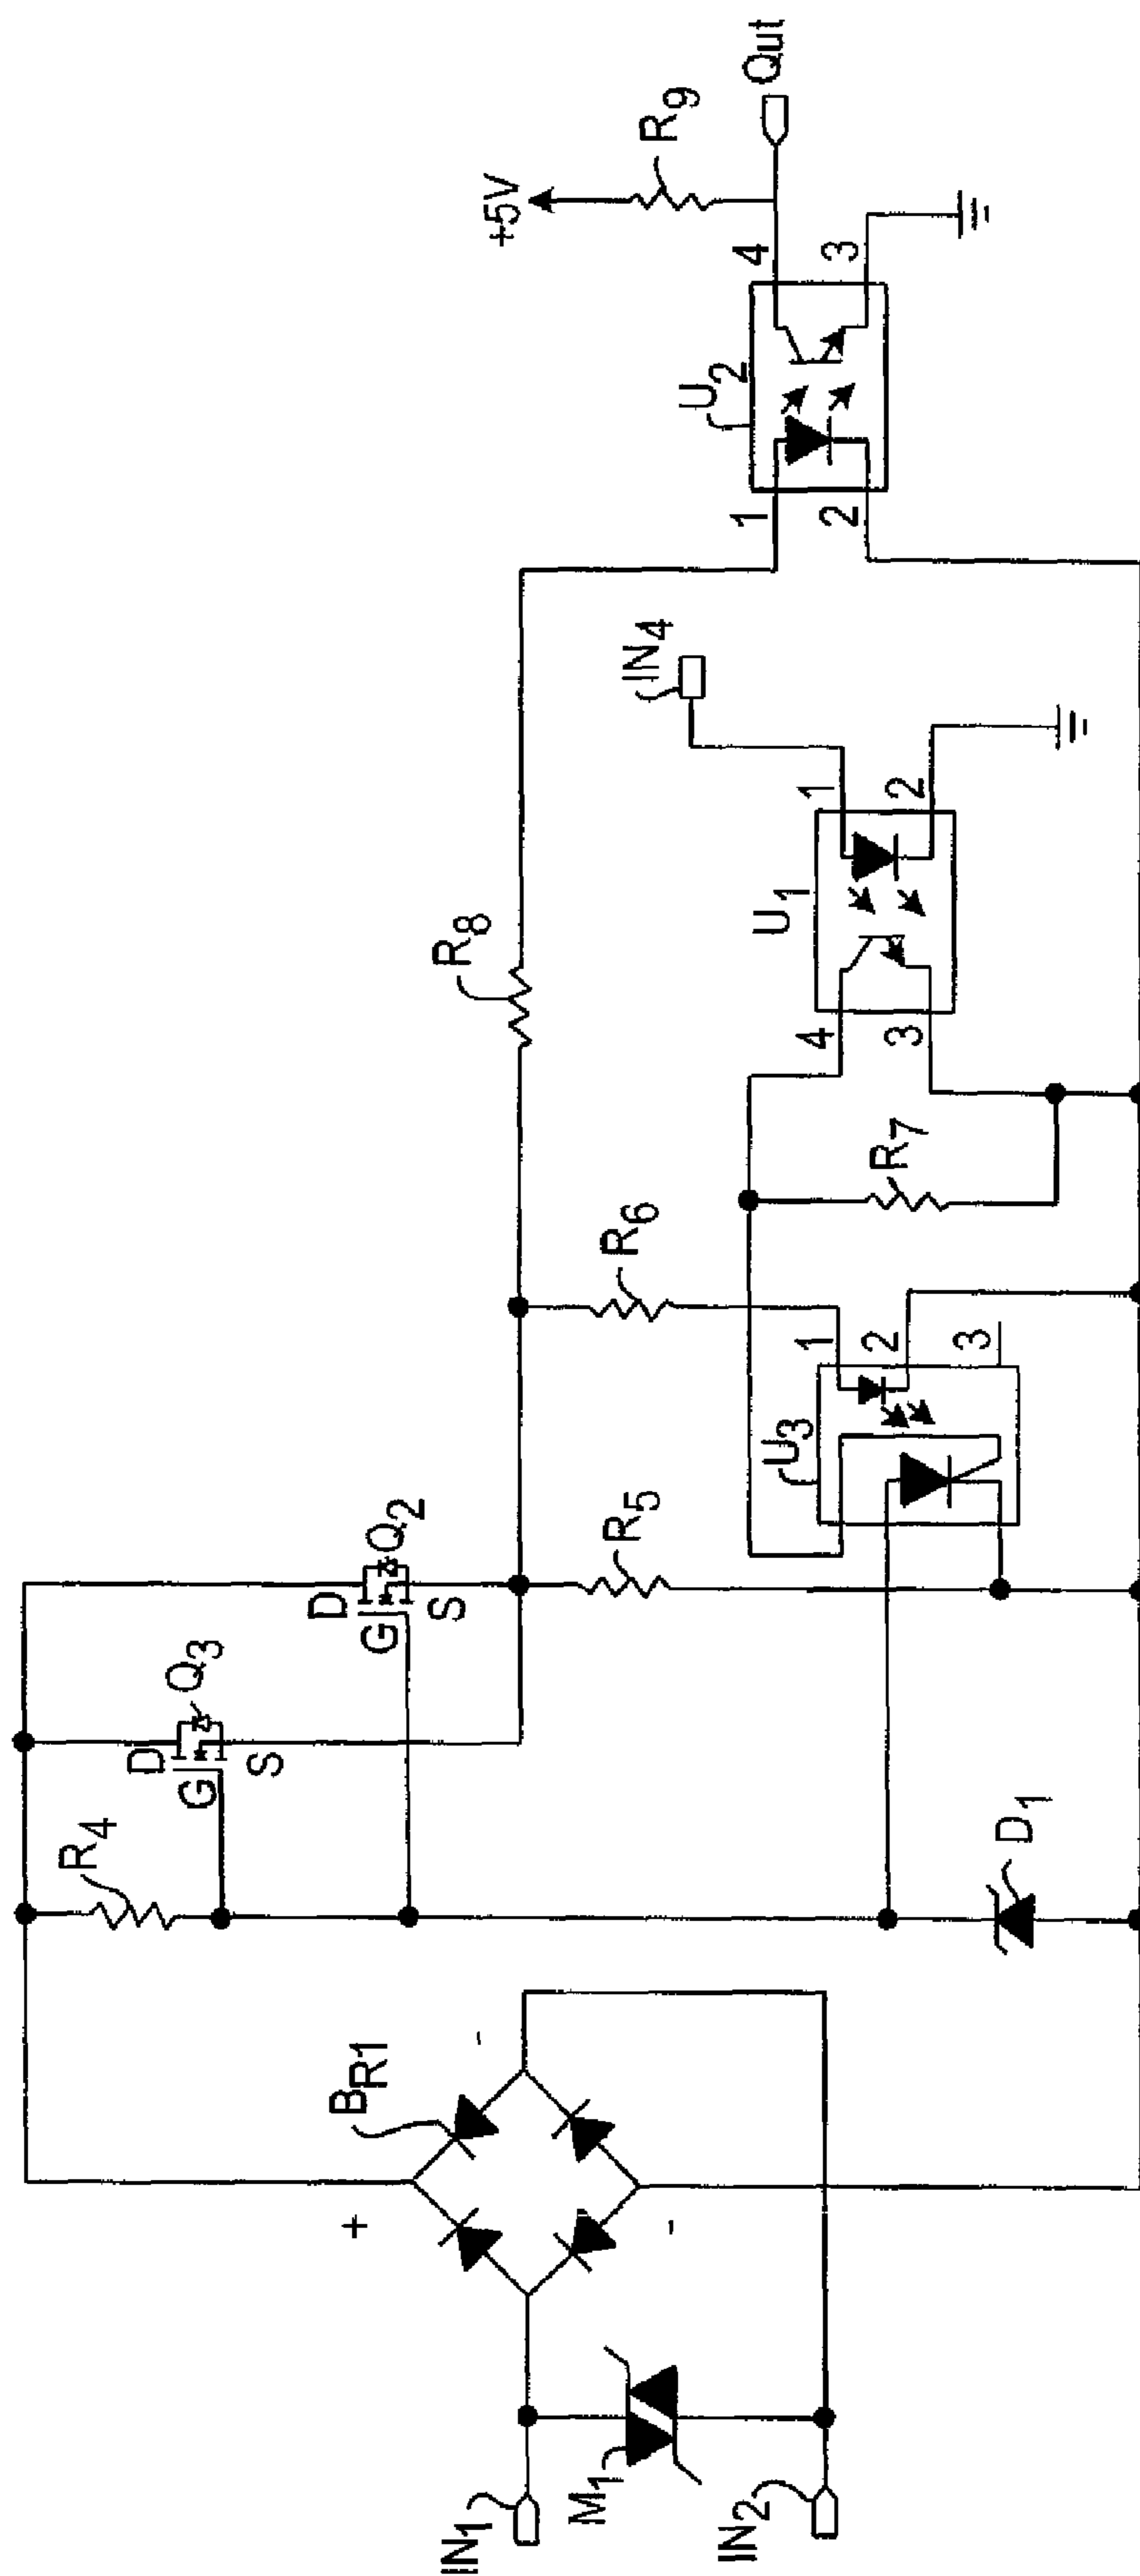 IN1
M1
IN2
BR1
+
-
-
R4
D
G
S
Q3
D
G
S
Q2
D1
R5
U3
1
2
3
R6
R7
R8
4
3
U1
1
2
IN4
1
2
U2
4
3
+5V
R9
Qut